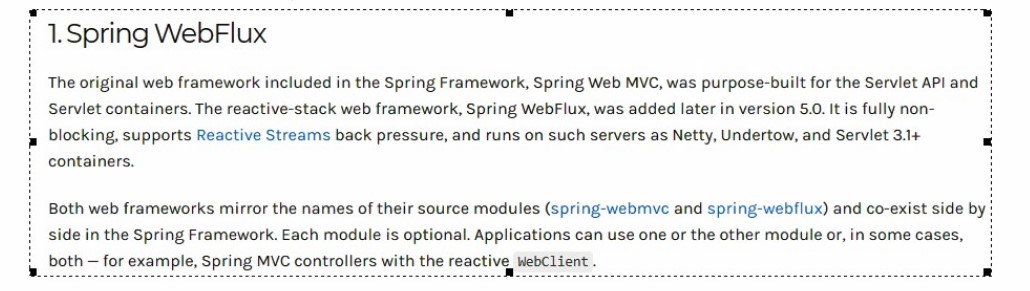 1. Spring WebFlux
The original web framework included in the Spring Framework, Spring Web MVC, was purpose-built for the Servlet API and
Servlet containers. The reactive-stack web framework, Spring WebFlux, was added later in version 5.0. It is fully non-
blocking, supports Reactive Streams back pressure, and runs on such servers as Netty, Undertow, and Servlet 3.1+
containers.
Both web frameworks mirror the names of their source modules (spring-webmvc and spring-webflux) and co-exist side by
side in the Spring Framework. Each module is optional. Applications can use one or the other module or, in some cases,
both — for example, Spring MVC controllers with the reactive WebClient.